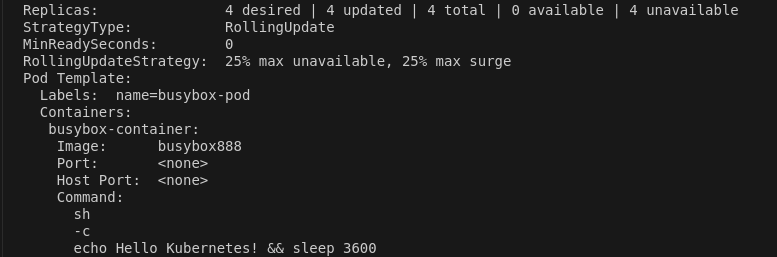 Replicas:               4 desired | 4 updated | 4 total | 0 available | 4 unavailable
StrategyType:           RollingUpdate
MinReadySeconds:        0
RollingUpdateStrategy:  25% max unavailable, 25% max surge
Pod Template:
  Labels:  name=busybox-pod
  Containers:
   busybox-container:
    Image:      busybox888
    Port:       <none>
    Host Port:  <none>
    Command:
      sh
      -c
      echo Hello Kubernetes! && sleep 3600